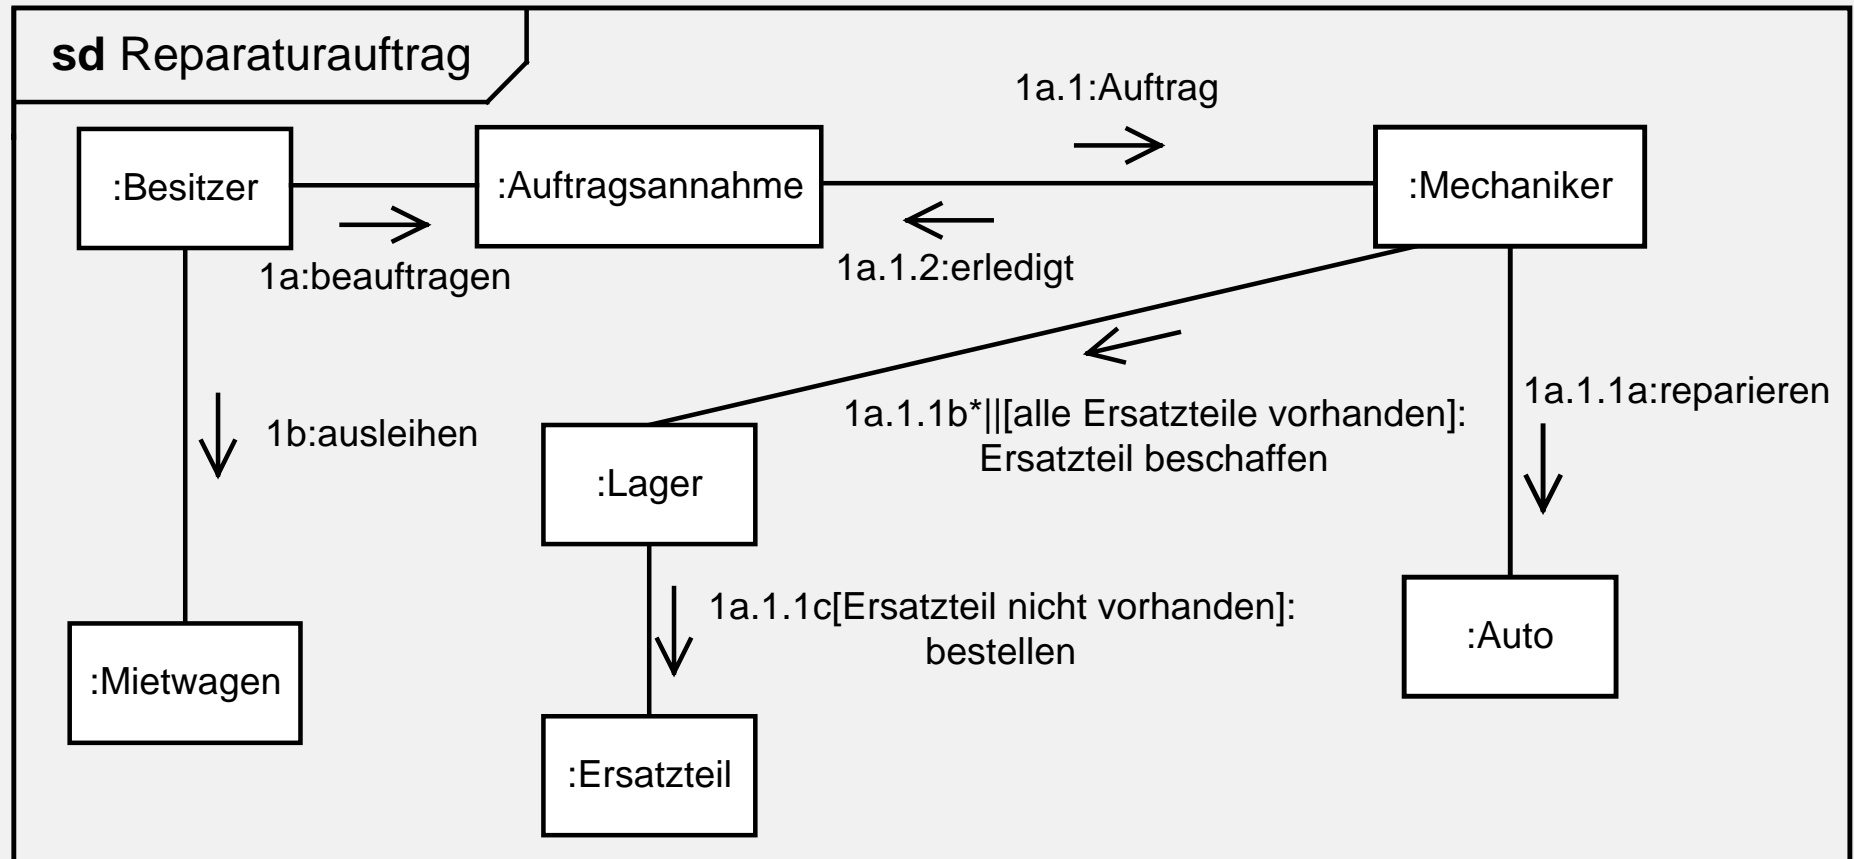 sd Reparaturauftrag
1a.1:Auftrag
:Besitzer
:Auftragsannahme
:Mechaniker
1a:beauftragen
1a.1.2:erledigt
1b:ausleihen
1a.1.1b*||[alle Ersatzteile vorhanden]:
Ersatzteil beschaffen
1a.1.1a:reparieren
:Lager
1a.1.1c[Ersatzteil nicht vorhanden]:
bestellen
:Auto
:Mietwagen
:Ersatzteil